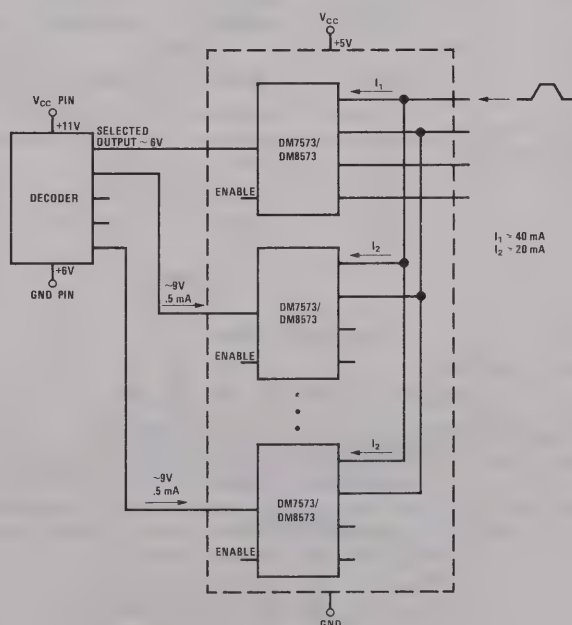 VCC
+5V
VCC PIN
+11V
SELECTED
OUTPUT ~ 6V
DECODER
+6V
GND PIN
ENABLE
DM7573/
DM8573
I1
I1 ~ 40 mA
I2 ~ 20 mA
~9V
.5 mA
ENABLE
DM7573/
DM8573
I2
~9V
.5 mA
ENABLE
DM7573/
DM8573
I2
GND